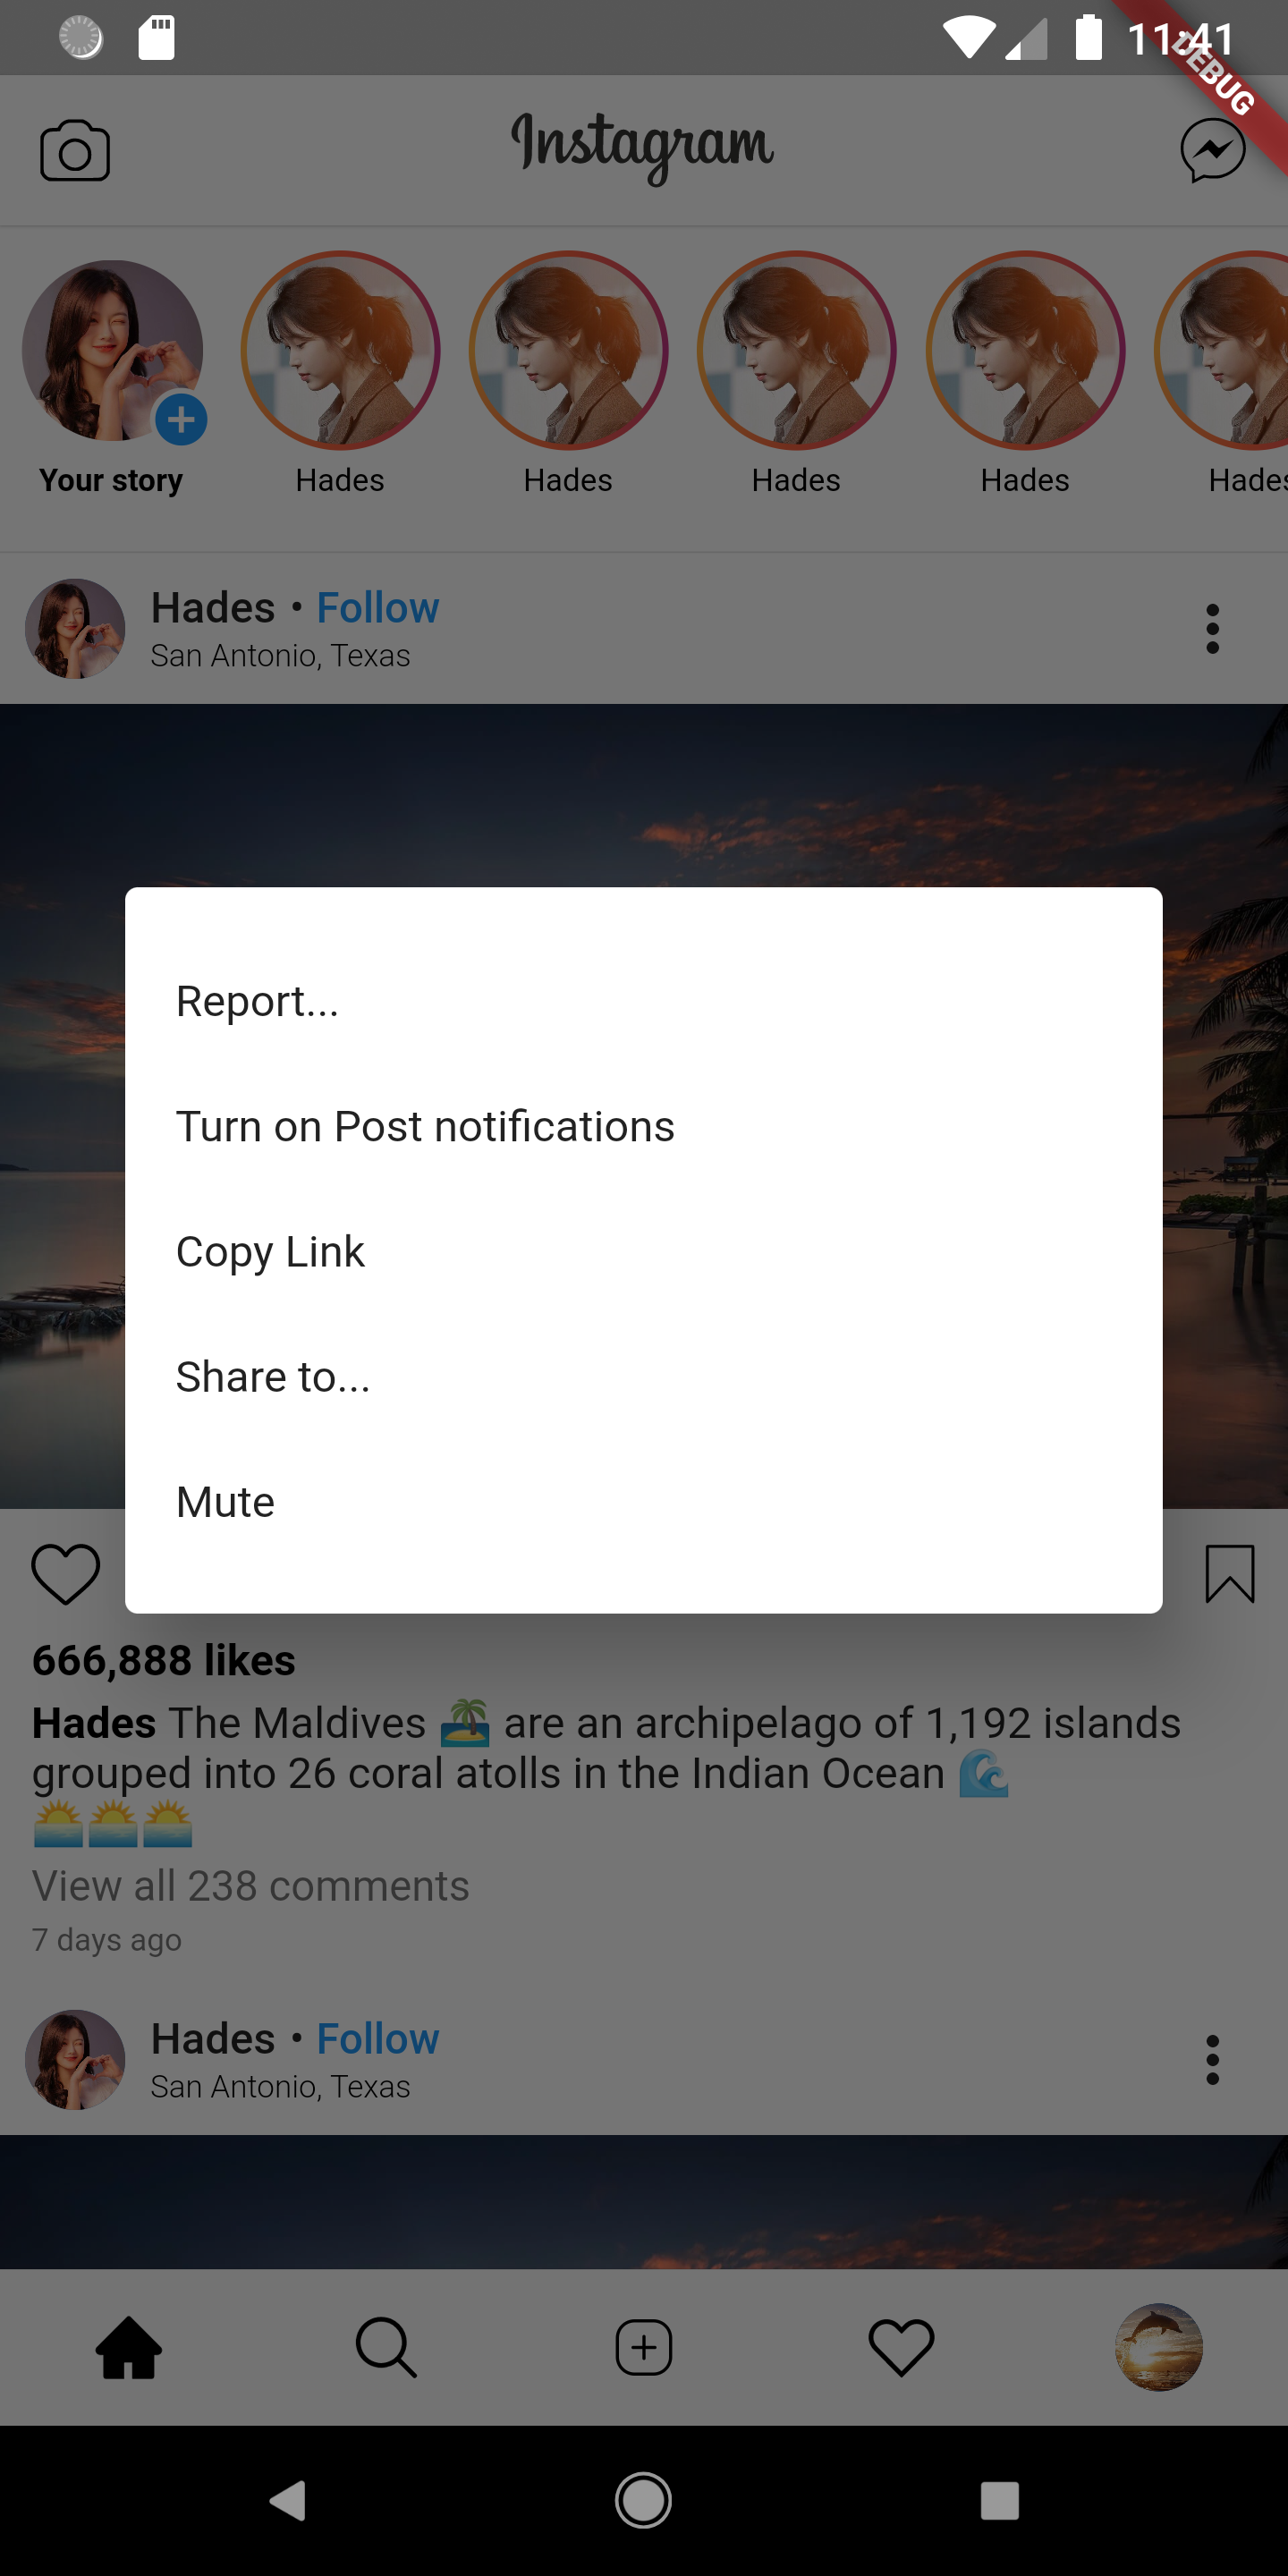 11:41
DEBUG
Instagram
Your story
Hades
Hades
Hades
Hades
Hades
Hades • Follow
San Antonio, Texas
Report...
Turn on Post notifications
Copy Link
Share to...
Mute
666,888 likes
Hades The Maldives 🏝️ are an archipelago of 1,192 islands
grouped into 26 coral atolls in the Indian Ocean 🌊
🌅🌅🌅
View all 238 comments
7 days ago
Hades • Follow
San Antonio, Texas